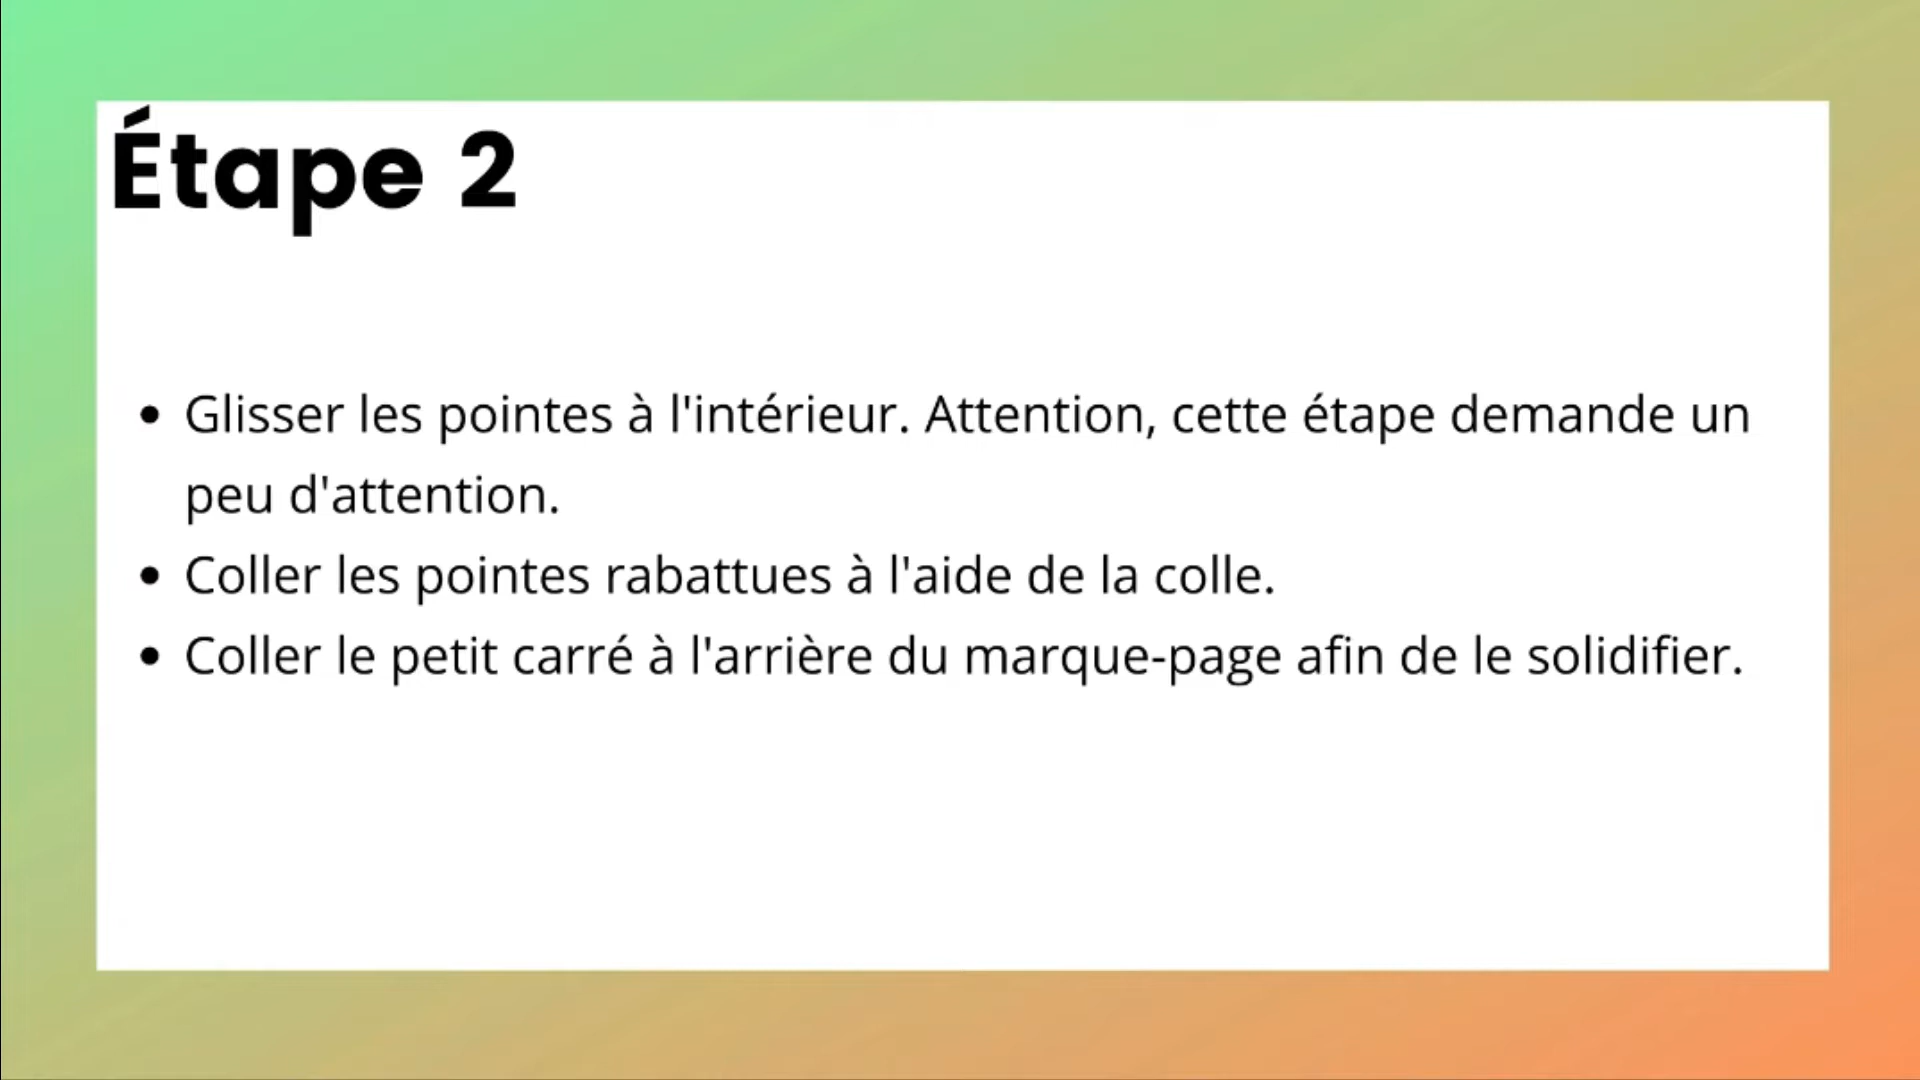 Étape 2
• Glisser les pointes à l'intérieur. Attention, cette étape demande un
peu d'attention.
• Coller les pointes rabattues à l'aide de la colle.
• Coller le petit carré à l'arrière du marque-page afin de le solidifier.